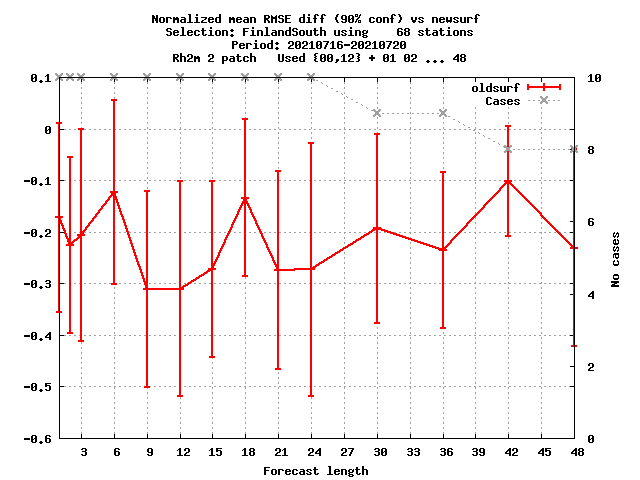 Normalized mean RMSE diff (90% conf) vs newsurf
Selection: FinlandSouth using    68 stations
Period: 20210716-20210720
Rh2m 2 patch   Used {00,12} + 01 02 ... 48
oldsurf
Cases
0,1
0
-0,1
-0,2
-0,3
-0,4
-0,5
-0,6
10
8
6
4
2
0
No cases
3 6 9 12 15 18 21 24 27 30 33 36 39 42 45 48
Forecast length